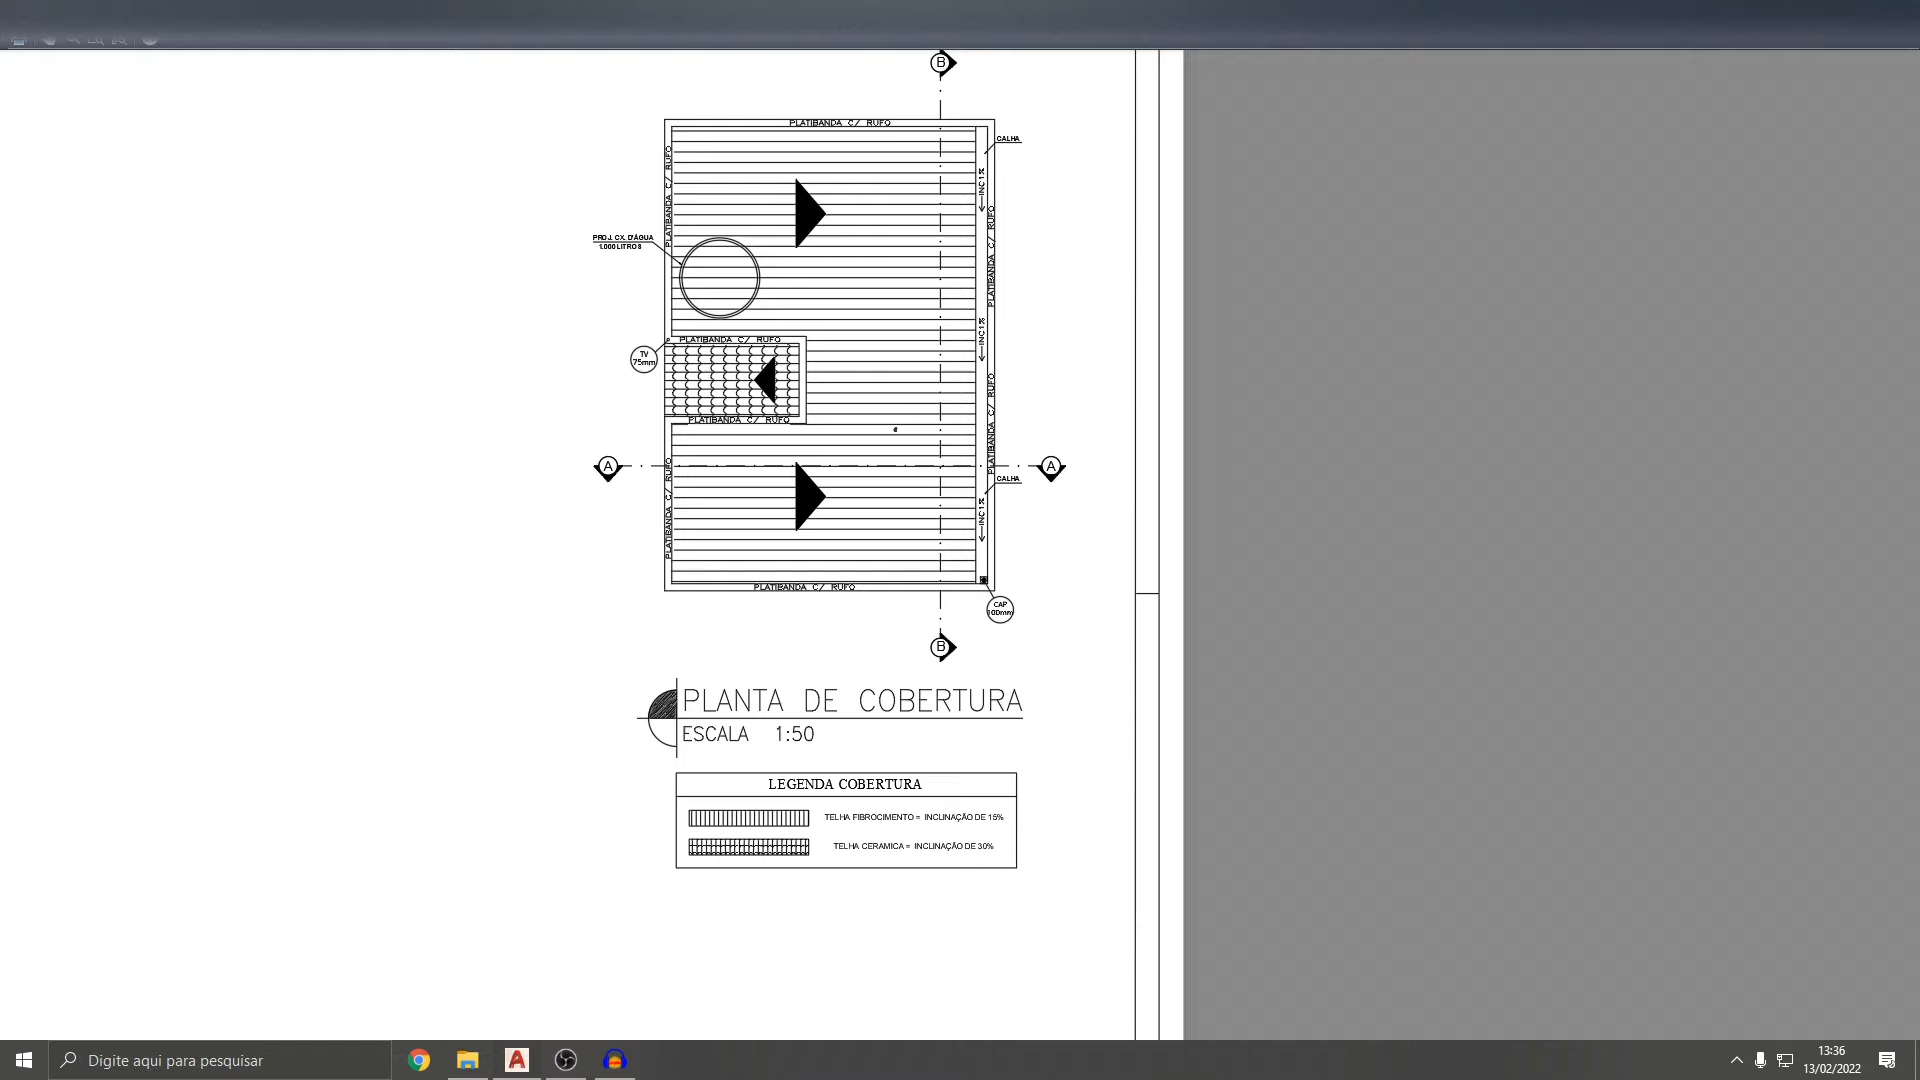 B
PLATIBANDA C/ RUFO
CALHA
PLATIBANDA C/ RUFO
INC 1%
PLATIBANDA C/ RUFO
PROJ. CX. D'ÁGUA
1.000 LITROS
INC 1%
PLATIBANDA C/ RUFO
TV
75mm
PLATIBANDA C/ RUFO
PLATIBANDA C/ RUFO
A
A
PLATIBANDA C/ RUFO
CALHA
INC 1%
PLATIBANDA C/ RUFO
CAP
100mm
B
PLANTA DE COBERTURA
ESCALA 1:50
LEGENDA COBERTURA
TELHA FIBROCIMENTO = INCLINAÇÃO DE 15%
TELHA CERAMICA = INCLINAÇÃO DE 30%
Digite aqui para pesquisar
13:36
13/02/2022